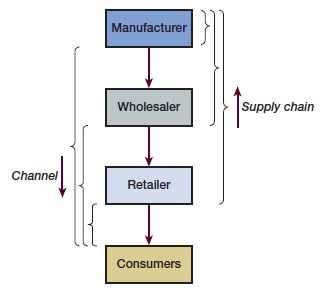 Manufacturer
Wholesaler
Supply chain
Channel
Retailer
Consumers